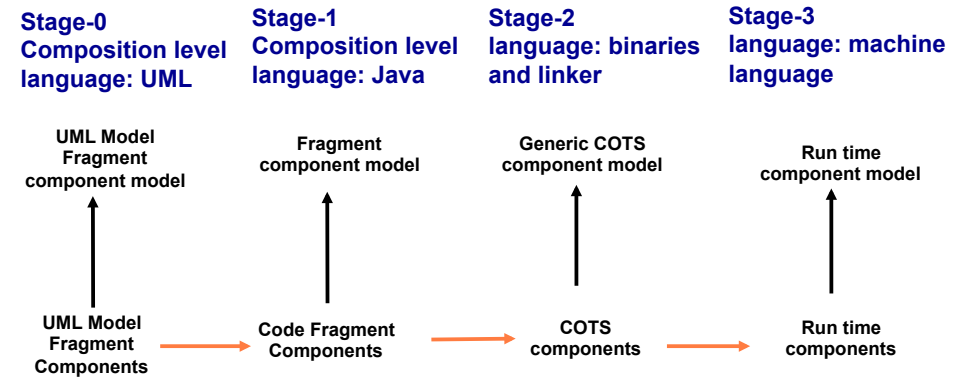 Stage-0
Composition level
language: UML
Stage-1
Composition level
language: Java
Stage-2
language: binaries
and linker
Stage-3
language: machine
language
UML Model
Fragment
component model
Fragment
component model
Generic COTS
component model
Run time
component model
UML Model
Fragment
Components
Code Fragment
Components
COTS
components
Run time
components